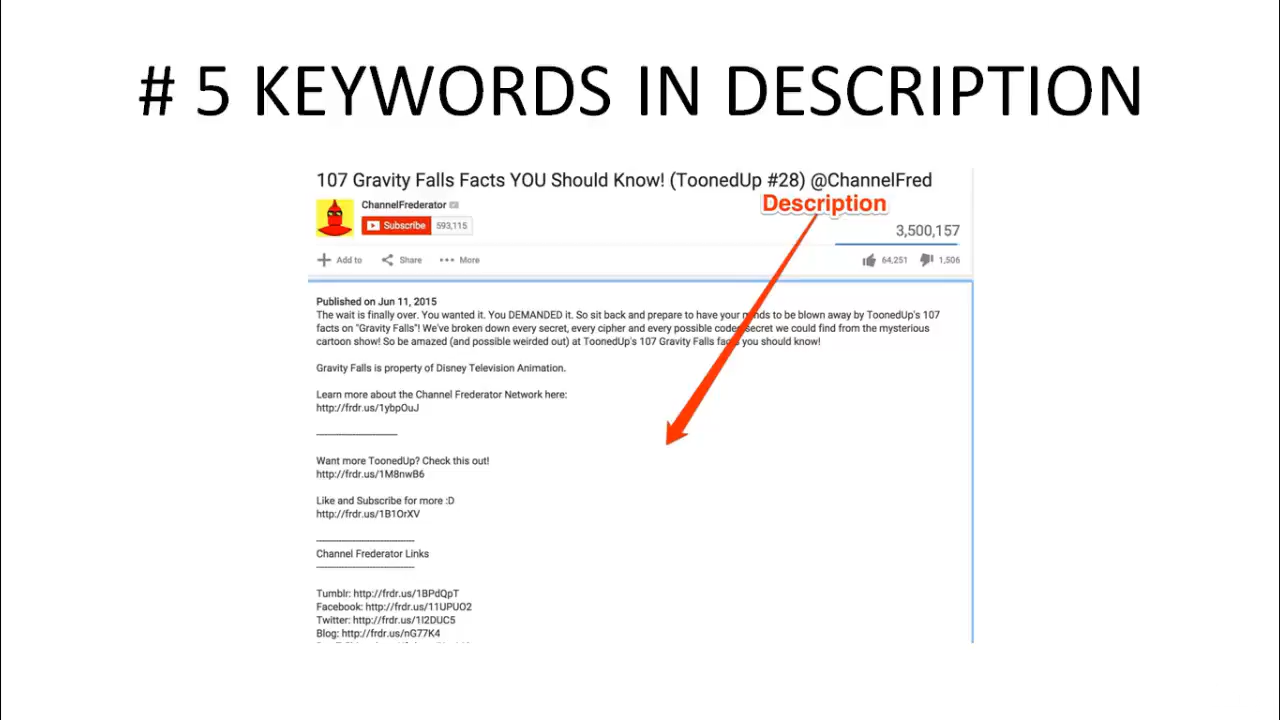 # 5 KEYWORDS IN DESCRIPTION
107 Gravity Falls Facts YOU Should Know! (ToonedUp #28) @ChannelFred
Description
ChannelFrederator
Subscribe 593,115
3,500,157
Add to Share More 64,251 1,506
Published on Jun 11, 2015
The wait is finally over. You wanted it. You DEMANDED it. So sit back and prepare to have your minds to be blown away by ToonedUp's 107
facts on "Gravity Falls"! We've broken down every secret, every cipher and every possible code secret we could find from the mysterious
cartoon show! So be amazed (and possible weirded out) at ToonedUp's 107 Gravity Falls facts you should know!
Gravity Falls is property of Disney Television Animation.
Learn more about the Channel Frederator Network here:
http://frdr.us/1ybpOuJ
Want more ToonedUp? Check this out!
http://frdr.us/1M8nwB6
Like and Subscribe for more :D
http://frdr.us/1B1OrXV
Channel Frederator Links
Tumblr: http://frdr.us/1BPdQpT
Facebook: http://frdr.us/11UPUO2
Twitter: http://frdr.us/1I2DUC5
Blog: http://frdr.us/nG77K4